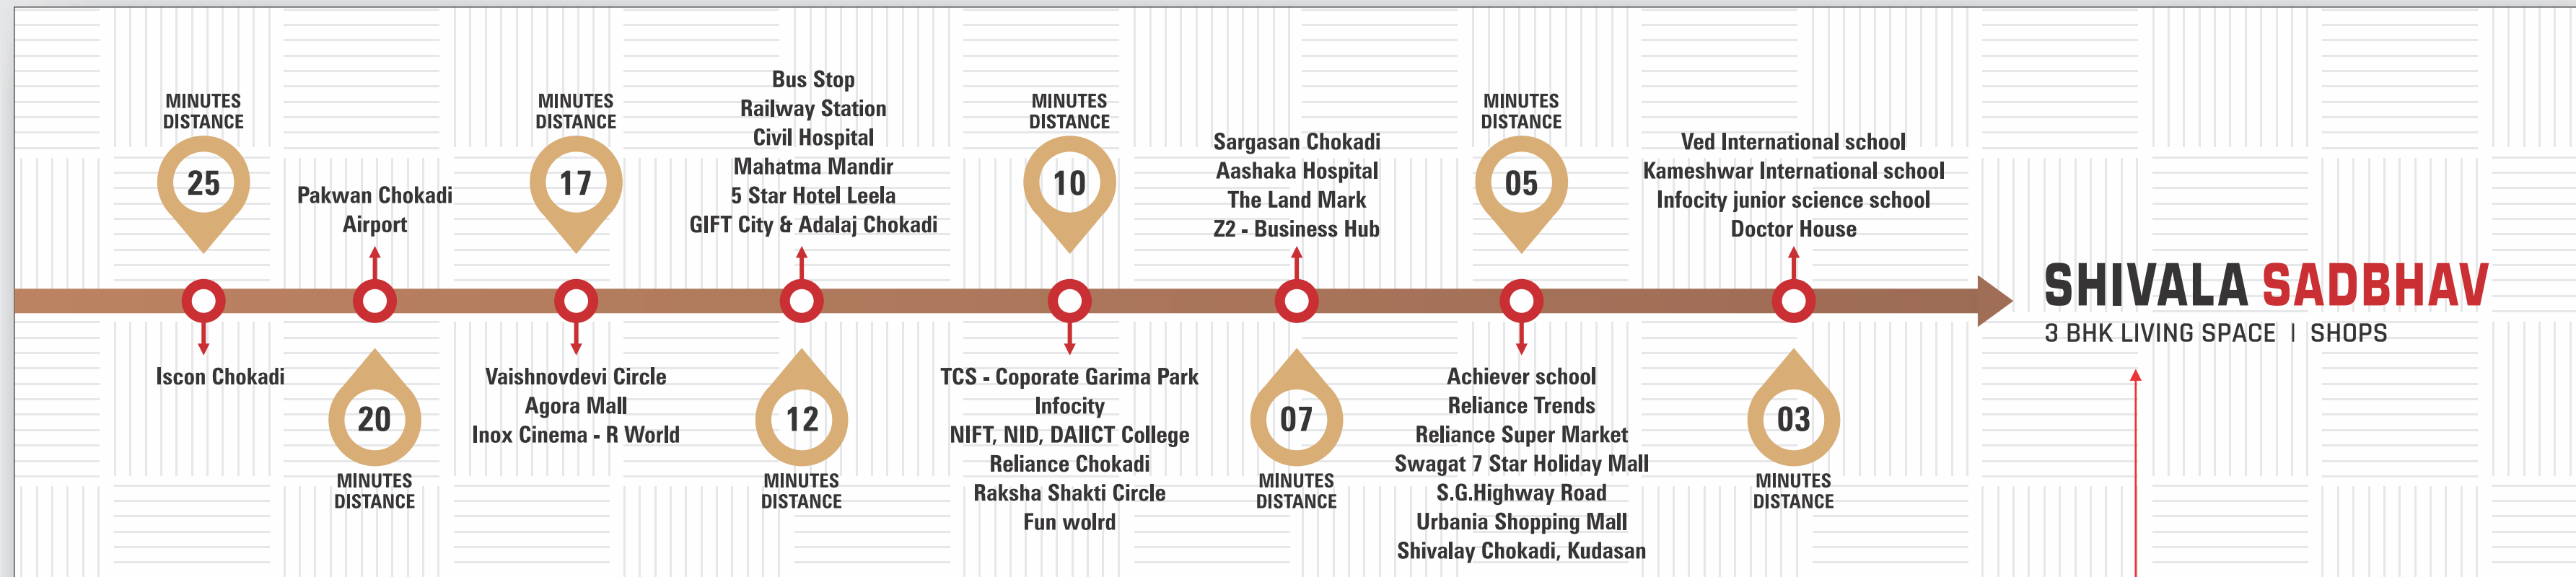 MINUTES
DISTANCE
25
Iscon Chokadi
Pakwan Chokadi
Airport
20
MINUTES
DISTANCE
MINUTES
DISTANCE
17
Vaishnovdevi Circle
Agora Mall
Inox Cinema - R World
Bus Stop
Railway Station
Civil Hospital
Mahatma Mandir
5 Star Hotel Leela
GIFT City & Adalaj Chokadi
12
MINUTES
DISTANCE
MINUTES
DISTANCE
10
TCS - Coporate Garima Park
Infocity
NIFT, NID, DAIICT College
Reliance Chokadi
Raksha Shakti Circle
Fun wolrd
Sargasan Chokadi
Aashaka Hospital
The Land Mark
Z2 - Business Hub
07
MINUTES
DISTANCE
MINUTES
DISTANCE
05
Achiever school
Reliance Trends
Reliance Super Market
Swagat 7 Star Holiday Mall
S.G.Highway Road
Urbania Shopping Mall
Shivalay Chokadi, Kudasan
Ved International school
Kameshwar International school
Infocity junior science school
Doctor House
03
MINUTES
DISTANCE
SHIVALA SADBHAV
3 BHK LIVING SPACE | SHOPS